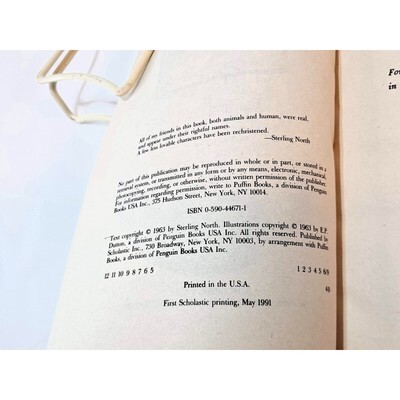 All of my friends in this book, both animals and human, were real,
and appear under their rightful names.
A few less lovable characters have been rechristened.
—Sterling North
No part of this publication may be reproduced in whole or in part, or stored in a
retrieval system, or transmitted in any form or by any means, electronic, mechanical
photocopying, recording, or otherwise, without written permission of the publisher.
For information regarding permission, write to Puffin Books, a division of Penguin
Books USA Inc., 375 Hudson Street, New York, NY 10014.
ISBN 0-590-44671-1
Text copyright © 1963 by Sterling North. Illustrations copyright © 1963 by E.P.
Dutton, a division of Penguin Books USA Inc. All rights reserved. Published by
Scholastic Inc., 730 Broadway, New York, NY 10003, by arrangement with Puffin
Books, a division of Penguin Books USA Inc.
12 11 10 9 8 7 6 5
1 2 3 4 5 6/9
Printed in the U.S.A.
40
First Scholastic printing, May 1991
For
in